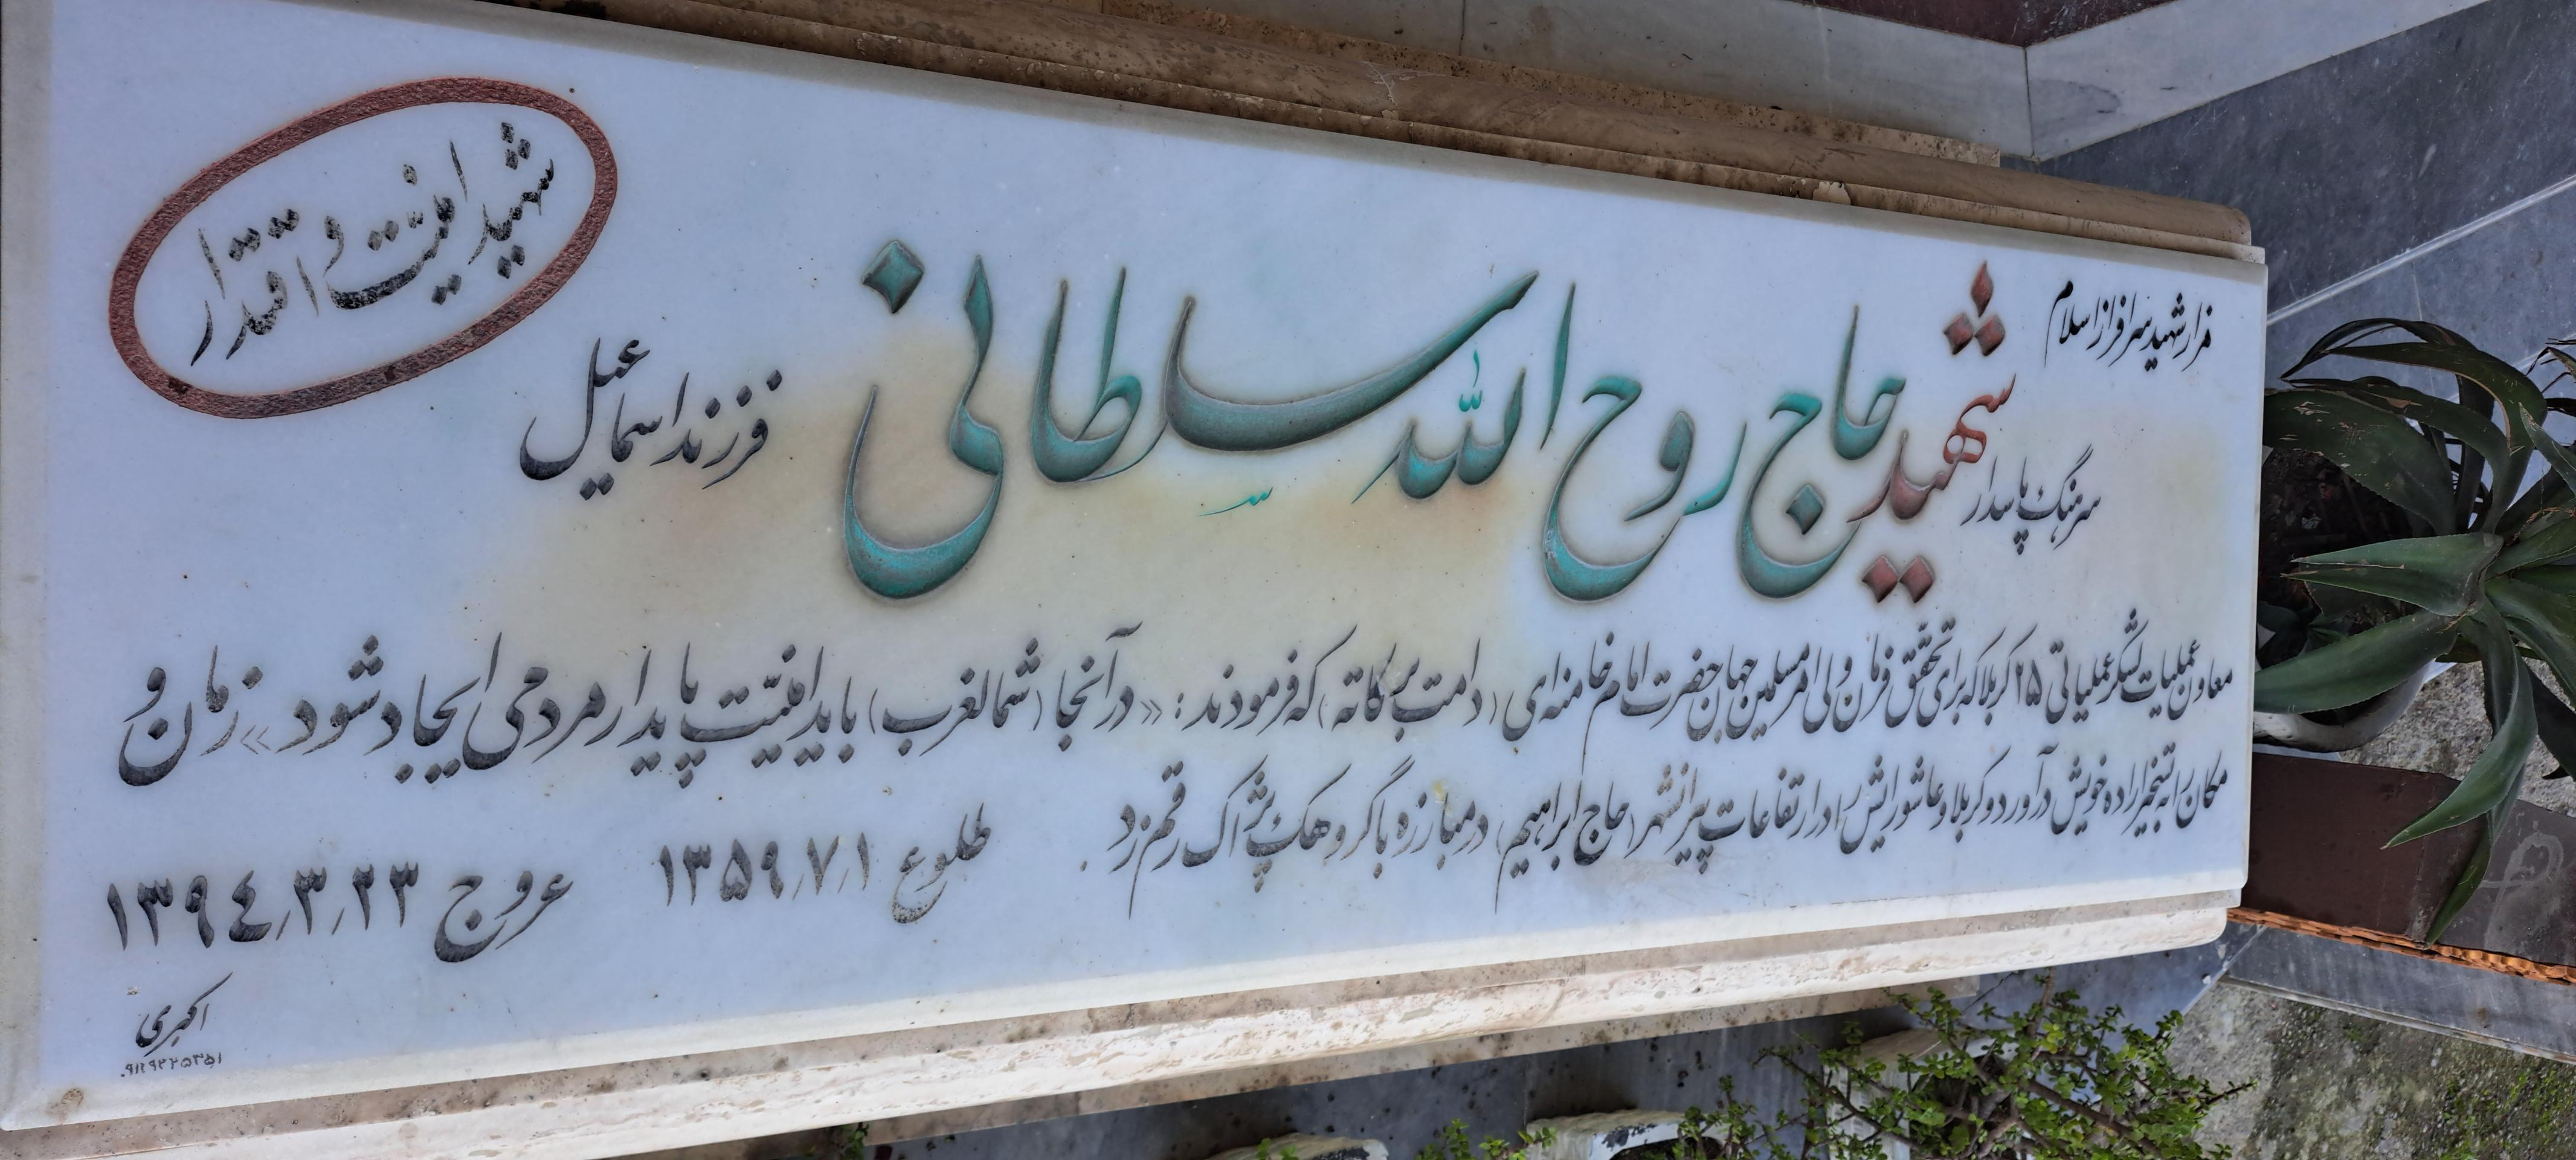 مزار شهید سرافراز اسلام
شهید امنیت و اقتدار
سرهنگ پاسدار
شهید حاج روح الله سلطانی
فرزند اسماعیل
معاون عملیات لشگر عملیاتی ۲۵ کربلا که برای تحقق فرمان ولی امر مسلمین جهان حضرت امام خامنه ای (دامت برکاته) که فرمودند: «در آنجا (شمالغرب) باید امنیت پایدار مردمی ایجاد شود» زمان و
مکان را به تسخیر اراده خویش درآورد و کربلا و عاشورایش را در ارتفاعات پیرانشهر (حاج ابراهیم) در مبارزه با گروهک پژاک رقم زد.
طلوع ۱۳۵۹٫۷٫۱ عروج ۱۳۹۴٫۳٫۲۳
اکبری